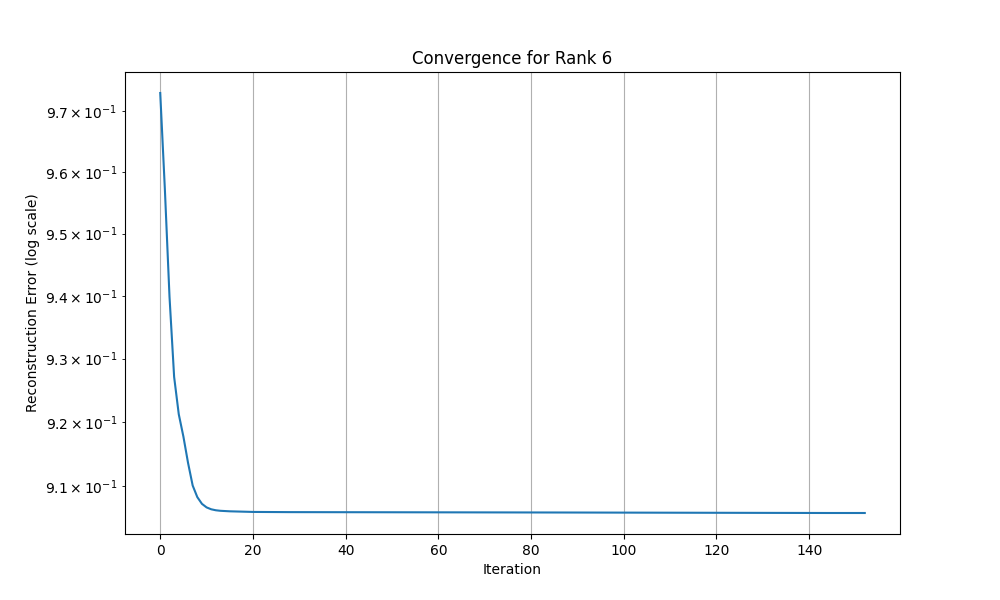 Convergence for Rank 6
Reconstruction Error (log scale)
9.7 × 10⁻¹
9.6 × 10⁻¹
9.5 × 10⁻¹
9.4 × 10⁻¹
9.3 × 10⁻¹
9.2 × 10⁻¹
9.1 × 10⁻¹
0 20 40 60 80 100 120 140
Iteration